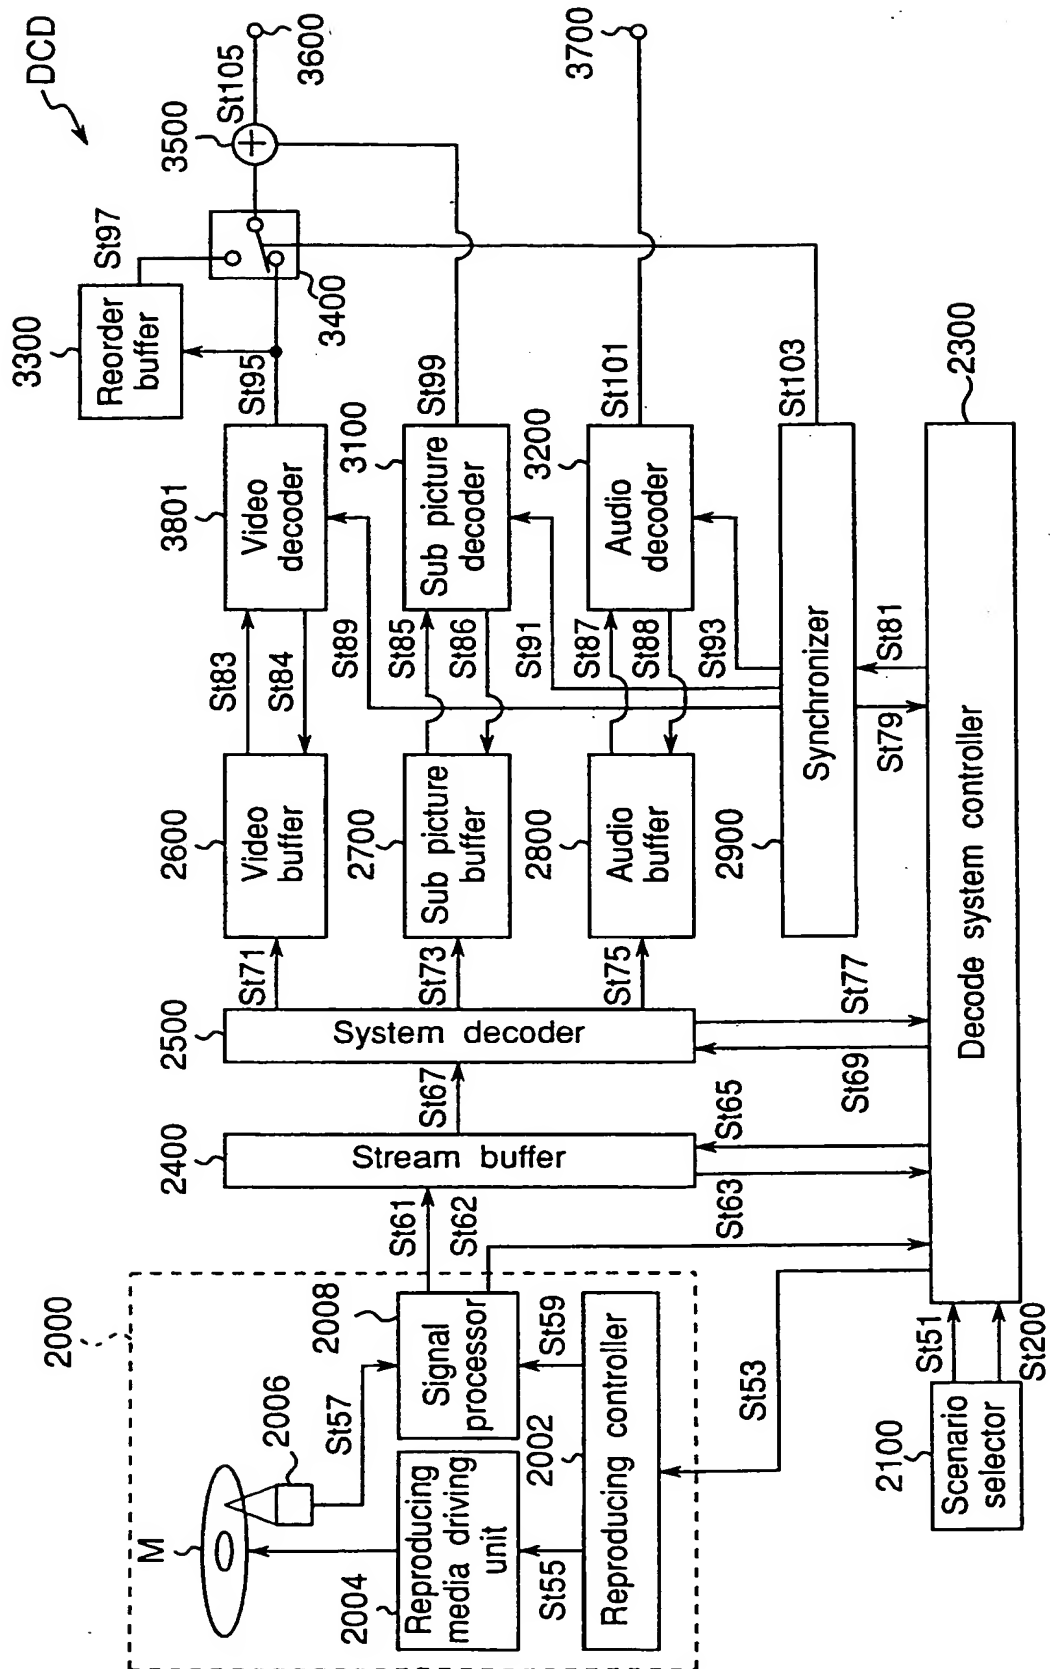 DCD
2000
M
2006
St57
2004
Reproducing
media driving
unit
2008
Signal
processor
St55
St59
2002
Reproducing controller
St53
2100
Scenario
selector
St51
St200
St61
St62
2400
Stream buffer
St63
St65
St67
2500
System decoder
St69
St77
St71
St73
St75
2600
Video
buffer
2700
Sub picture
buffer
2800
Audio
buffer
2900
Synchronizer
St79
St81
2300
Decode system controller
St83
St84
St89
St85
St86
St91
St87
St88
St93
3801
Video
decoder
3100
Sub picture
decoder
3200
Audio
decoder
St95
St99
St101
St103
3300
Reorder
buffer
St97
3400
3500
+
St105
3600
3700